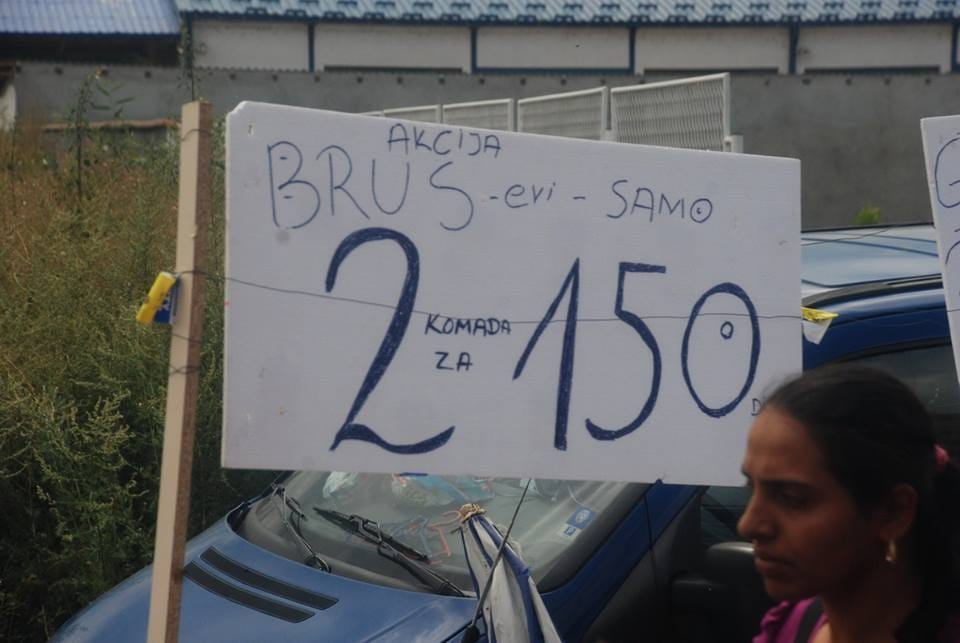 AKCIJA
BRUS-evi - SAMO
2 KOMADA ZA 150